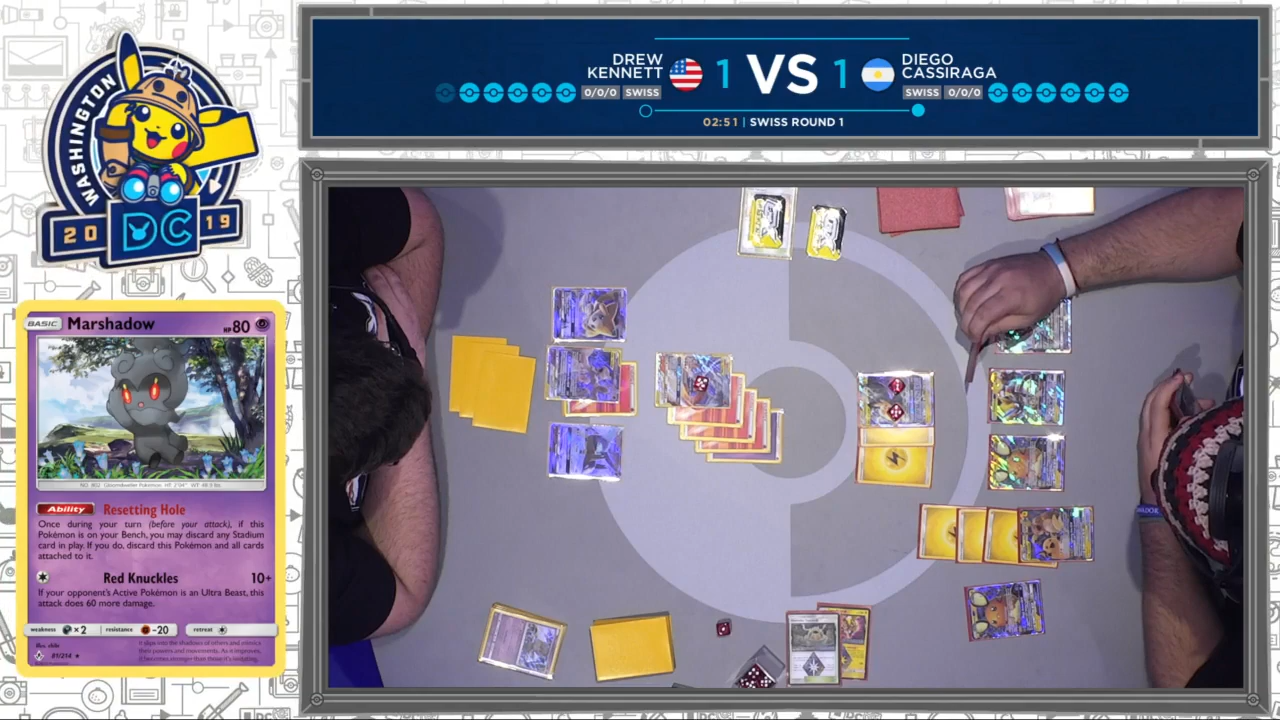 WASHINGTON
20 DC 19
DREW
KENNETT
1 VS 1
DIEGO
CASSIRAGA
0/0/0 SWISS
SWISS 0/0/0
02:51 | SWISS ROUND 1
BASIC Marshadow HP 80
Ability Resetting Hole
Once during your turn (before your attack), if this
Pokémon is on your Bench, you may discard any Stadium
card in play. If you do, discard this Pokémon and all cards
attached to it.
Red Knuckles 10+
If your opponent's Active Pokémon is an Ultra Beast, this
attack does 60 more damage.
weakness ×2 resistance -20 retreat
81/214